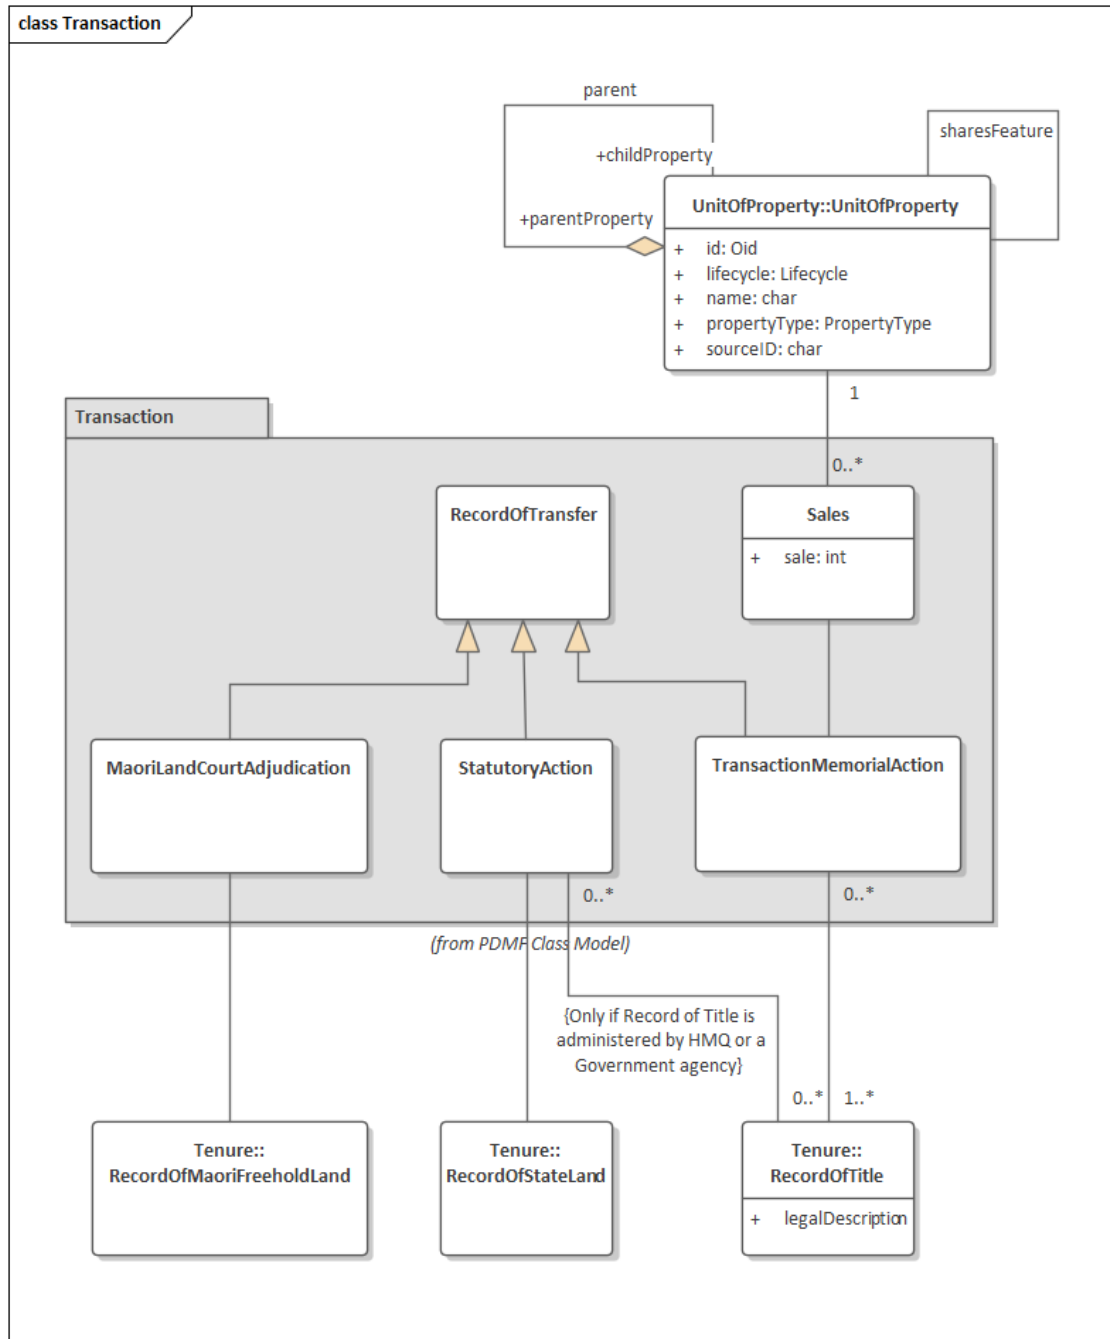 class Transaction
parent
sharesFeature
+childProperty
UnitOfProperty::UnitOfProperty
+parentProperty
+ id: Oid
+ lifecycle: Lifecycle
+ name: char
+ propertyType: PropertyType
+ sourceID: char
1
Transaction
0..*
RecordOfTransfer
Sales
+ sale: int
MaoriLandCourtAdjudication
StatutoryAction
TransactionMemorialAction
0..*
0..*
(from PDMF Class Model)
{Only if Record of Title is
administered by HMQ or a
Government agency}
0..*
1..*
Tenure::
RecordOfMaoriFreeholdLand
Tenure::
RecordOfStateLand
Tenure::
RecordOfTitle
+ legalDescription